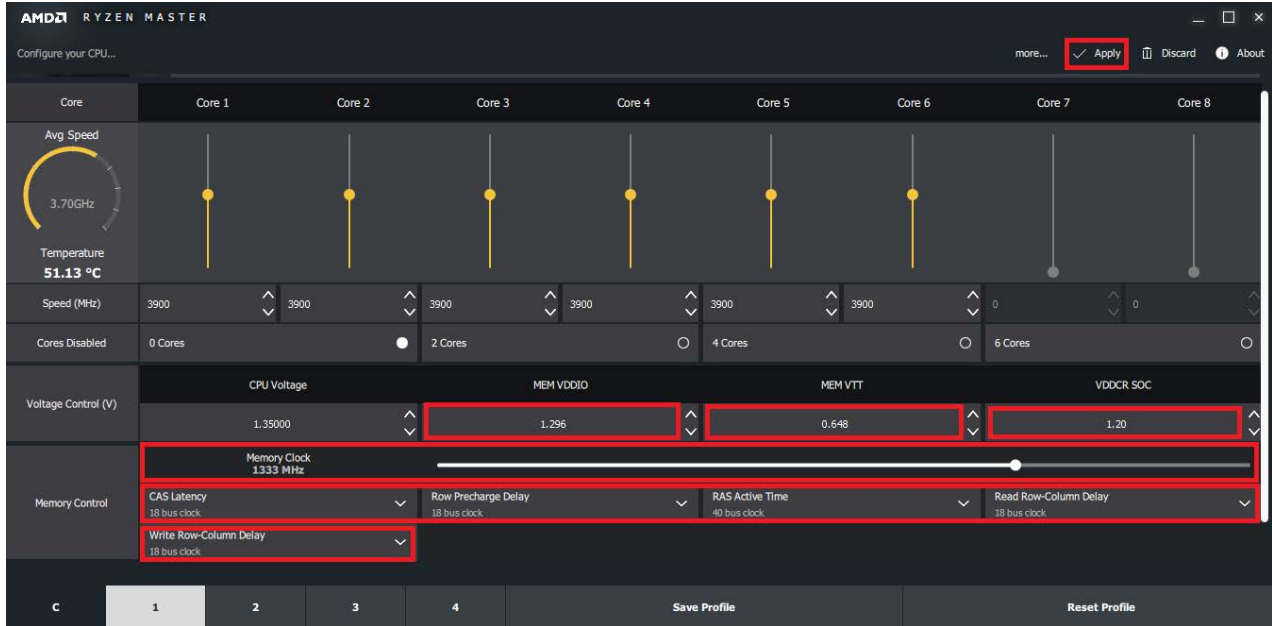 AMD RYZEN MASTER
Configure your CPU...
more... Apply Discard About
Core Core 1 Core 2 Core 3 Core 4 Core 5 Core 6 Core 7 Core 8
Avg Speed
3.70GHz
Temperature
51.13 °C
Speed (MHz) 3900 3900 3900 3900 3900 3900 0 0
Cores Disabled 0 Cores 2 Cores 4 Cores 6 Cores
Voltage Control (V)
CPU Voltage MEM VDDIO MEM VTT VDDCR SOC
1.35000 1.296 0.648 1.20
Memory Control
Memory Clock
1333 MHz
CAS Latency Row Precharge Delay RAS Active Time Read Row-Column Delay
18 bus clock 18 bus clock 40 bus clock 18 bus clock
Write Row-Column Delay
18 bus clock
C 1 2 3 4 Save Profile Reset Profile